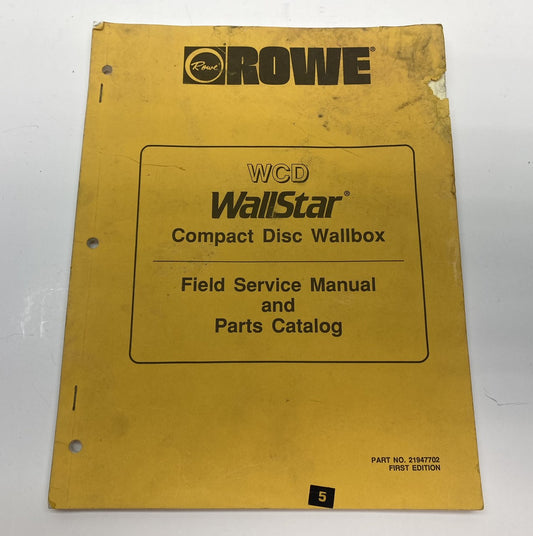 Rowe ROWE®
WCD
WallStar®
Compact Disc Wallbox
Field Service Manual
and
Parts Catalog
PART NO. 21947702
FIRST EDITION
5